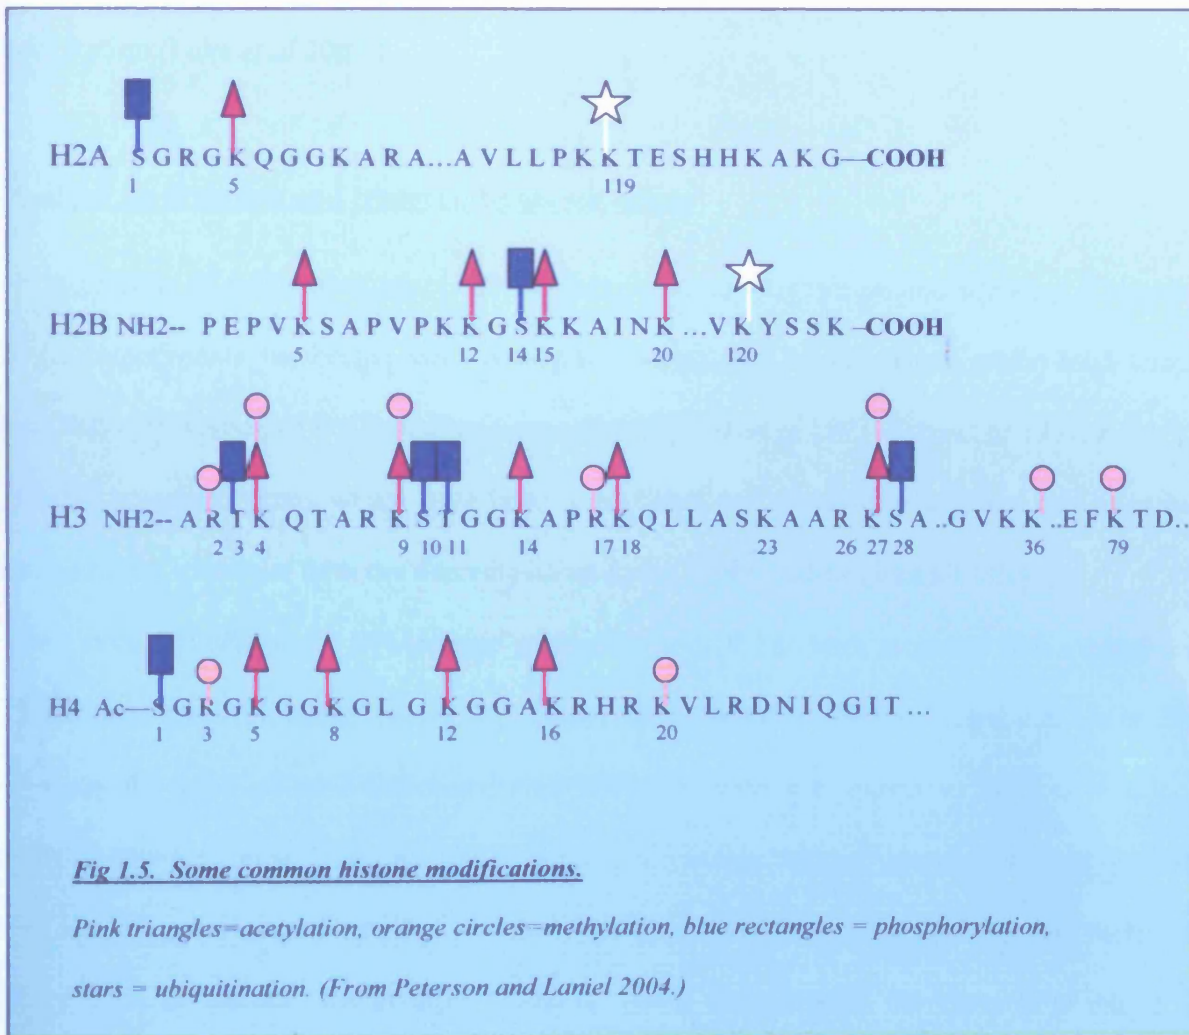 H2A S G R G K Q G G K A R A...A V L L P K K T E S H H K A K G—COOH
1 5 119
H2B NH2-- P E P V K S A P V P K K G S K K A I N K ...V K Y S S K –COOH
5 12 14 15 20 120
H3 NH2-- A R T K Q T A R K S T G G K A P R K Q L L A S K A A R K S A ..G V K K ..E F K T D..
2 3 4 9 10 11 14 17 18 23 26 27 28 36 79
H4 Ac—S G K G K G G K G L G K G G A K R H R K V L R D N I Q G I T ...
1 3 5 8 12 16 20
Fig 1.5. Some common histone modifications.
Pink triangles=acetylation, orange circles=methylation, blue rectangles = phosphorylation,
stars = ubiquitination. (From Peterson and Laniel 2004.)